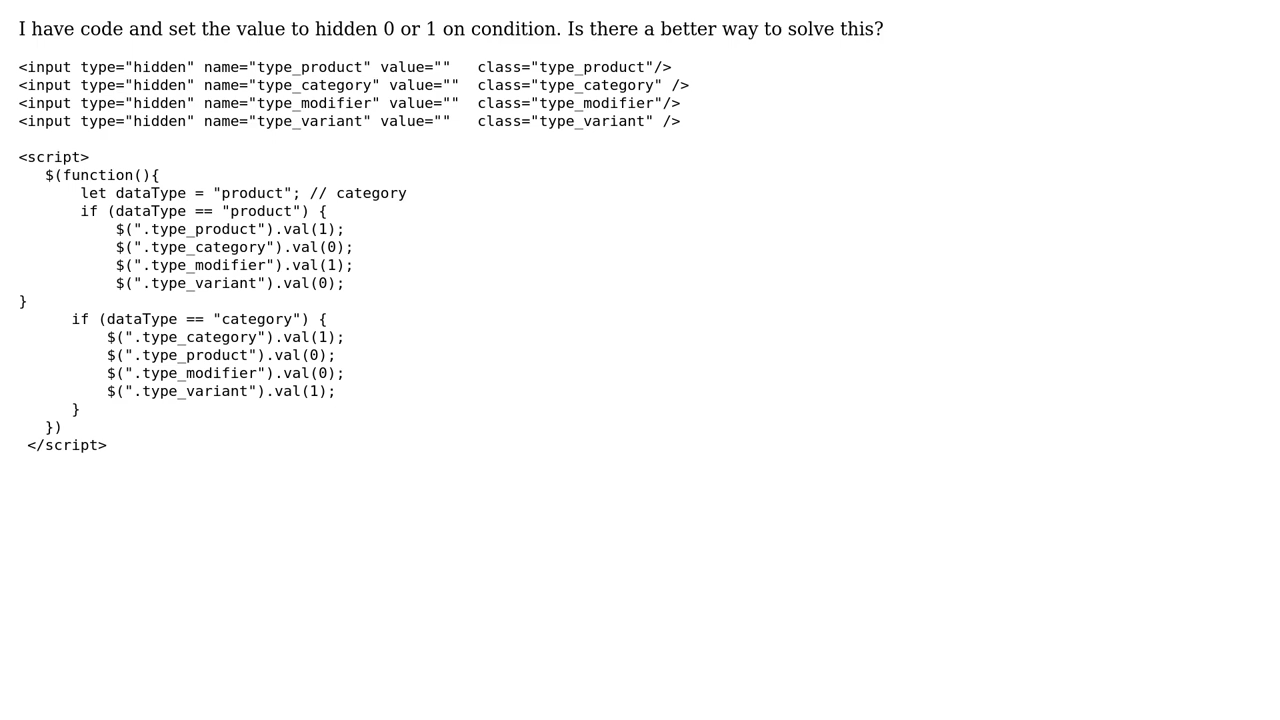 I have code and set the value to hidden 0 or 1 on condition. Is there a better way to solve this?
<input type="hidden" name="type_product" value=""   class="type_product"/>
<input type="hidden" name="type_category" value=""  class="type_category" />
<input type="hidden" name="type_modifier" value=""  class="type_modifier"/>
<input type="hidden" name="type_variant" value=""   class="type_variant" />

<script>
   $(function(){
       let dataType = "product"; // category
       if (dataType == "product") {
           $(".type_product").val(1);
           $(".type_category").val(0);
           $(".type_modifier").val(1);
           $(".type_variant").val(0);
}
      if (dataType == "category") {
          $(".type_category").val(1);
          $(".type_product").val(0);
          $(".type_modifier").val(0);
          $(".type_variant").val(1);
      }
   })
 </script>